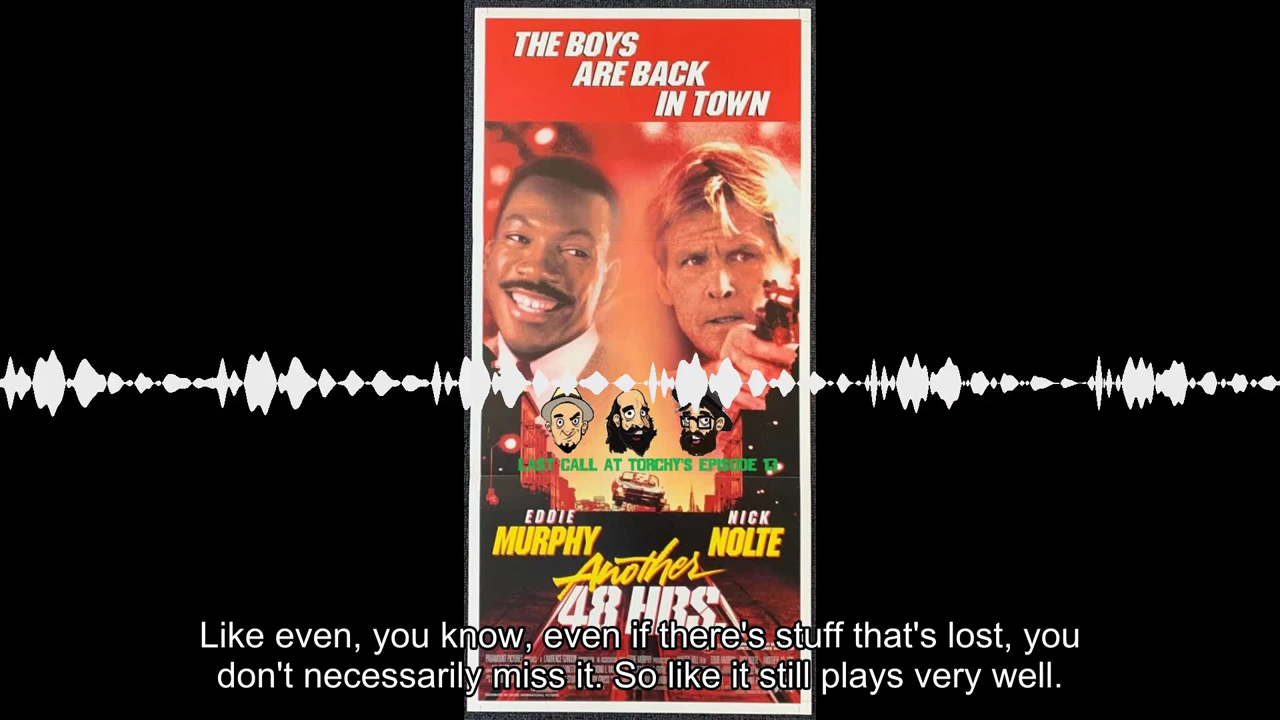 THE BOYS
ARE BACK
IN TOWN
LAST CALL AT TORCHY'S EPISODE 13
EDDIE
MURPHY
NICK
NOLTE
Another
48 HRS.
Like even, you know, even if there's stuff that's lost, you
don't necessarily miss it. So like it still plays very well.